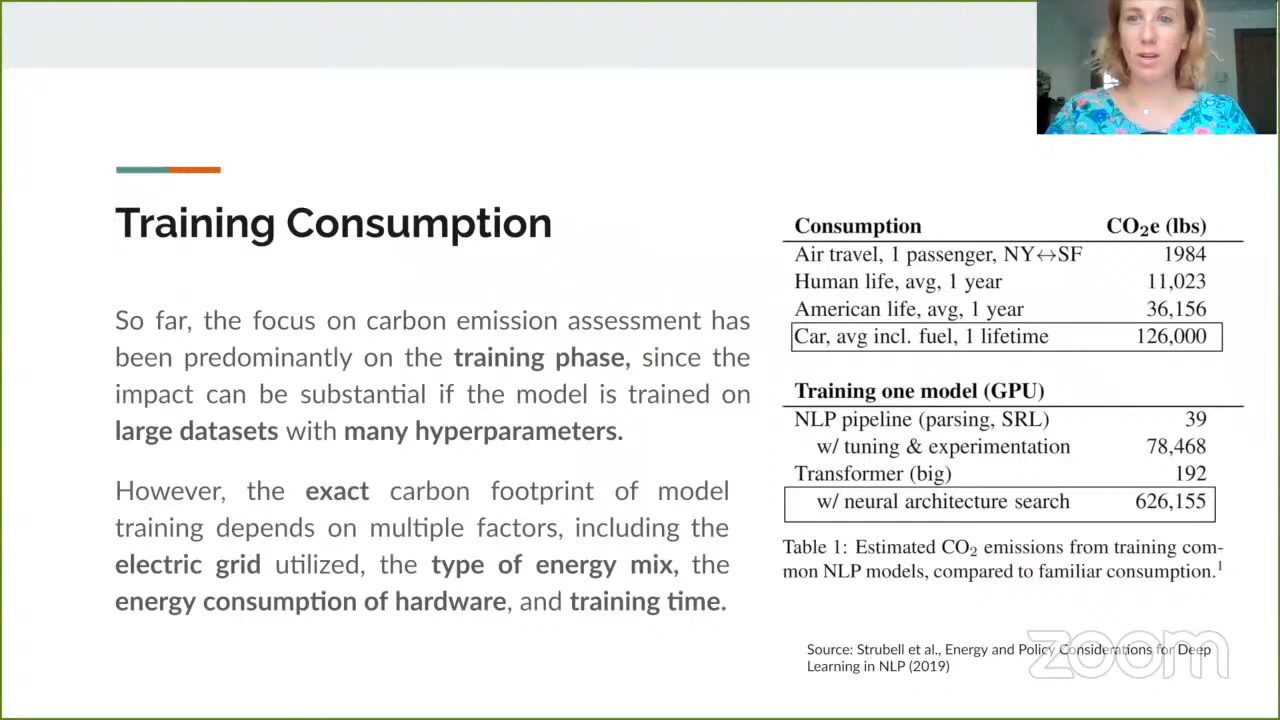 Training Consumption
So far, the focus on carbon emission assessment has
been predominantly on the training phase, since the
impact can be substantial if the model is trained on
large datasets with many hyperparameters.
However, the exact carbon footprint of model
training depends on multiple factors, including the
electric grid utilized, the type of energy mix, the
energy consumption of hardware, and training time.
Consumption CO₂e (lbs)
Air travel, 1 passenger, NY↔SF 1984
Human life, avg, 1 year 11,023
American life, avg, 1 year 36,156
Car, avg incl. fuel, 1 lifetime 126,000
Training one model (GPU)
NLP pipeline (parsing, SRL) 39
w/ tuning & experimentation 78,468
Transformer (big) 192
w/ neural architecture search 626,155
Table 1: Estimated CO₂ emissions from training com-
mon NLP models, compared to familiar consumption.¹
Source: Strubell et al., Energy and Policy Considerations for Deep
Learning in NLP (2019)
zoom